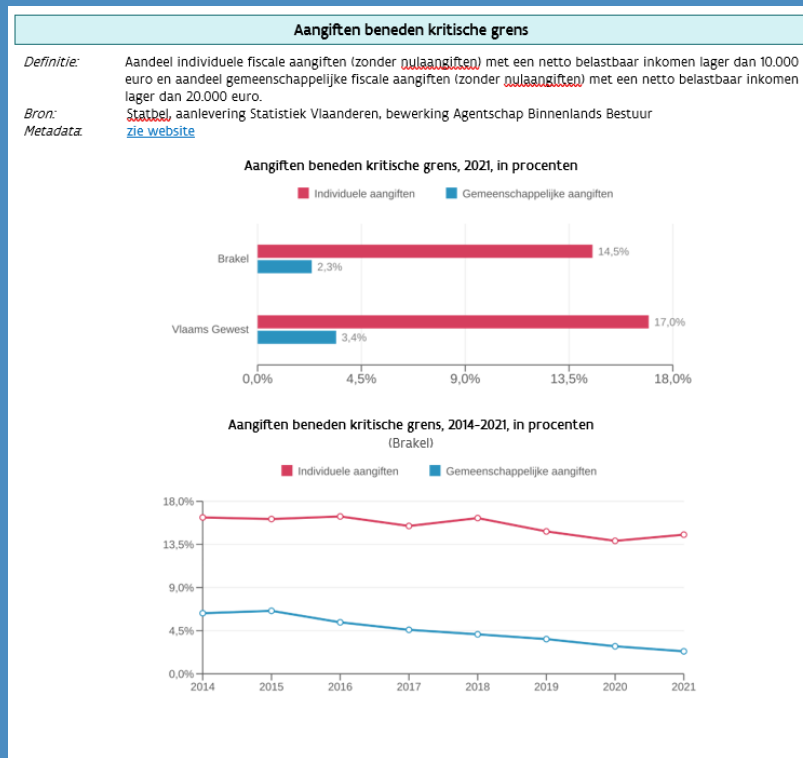 Aangiften beneden kritische grens
Definitie: Aandeel individuele fiscale aangiften (zonder nulaangiften) met een netto belastbaar inkomen lager dan 10.000
euro en aandeel gemeenschappelijke fiscale aangiften (zonder nulaangiften) met een netto belastbaar inkomen
lager dan 20.000 euro.
Bron: Statbel, aanlevering Statistiek Vlaanderen, bewerking Agentschap Binnenlands Bestuur
Metadata: zie website
Aangiften beneden kritische grens, 2021, in procenten
Individuele aangiften Gemeenschappelijke aangiften
Brakel 14,5%
2,3%
Vlaams Gewest 17,0%
3,4%
0,0% 4,5% 9,0% 13,5% 18,0%
Aangiften beneden kritische grens, 2014-2021, in procenten
(Brakel)
Individuele aangiften Gemeenschappelijke aangiften
18,0%
13,5%
9,0%
4,5%
0,0%
2014 2015 2016 2017 2018 2019 2020 2021